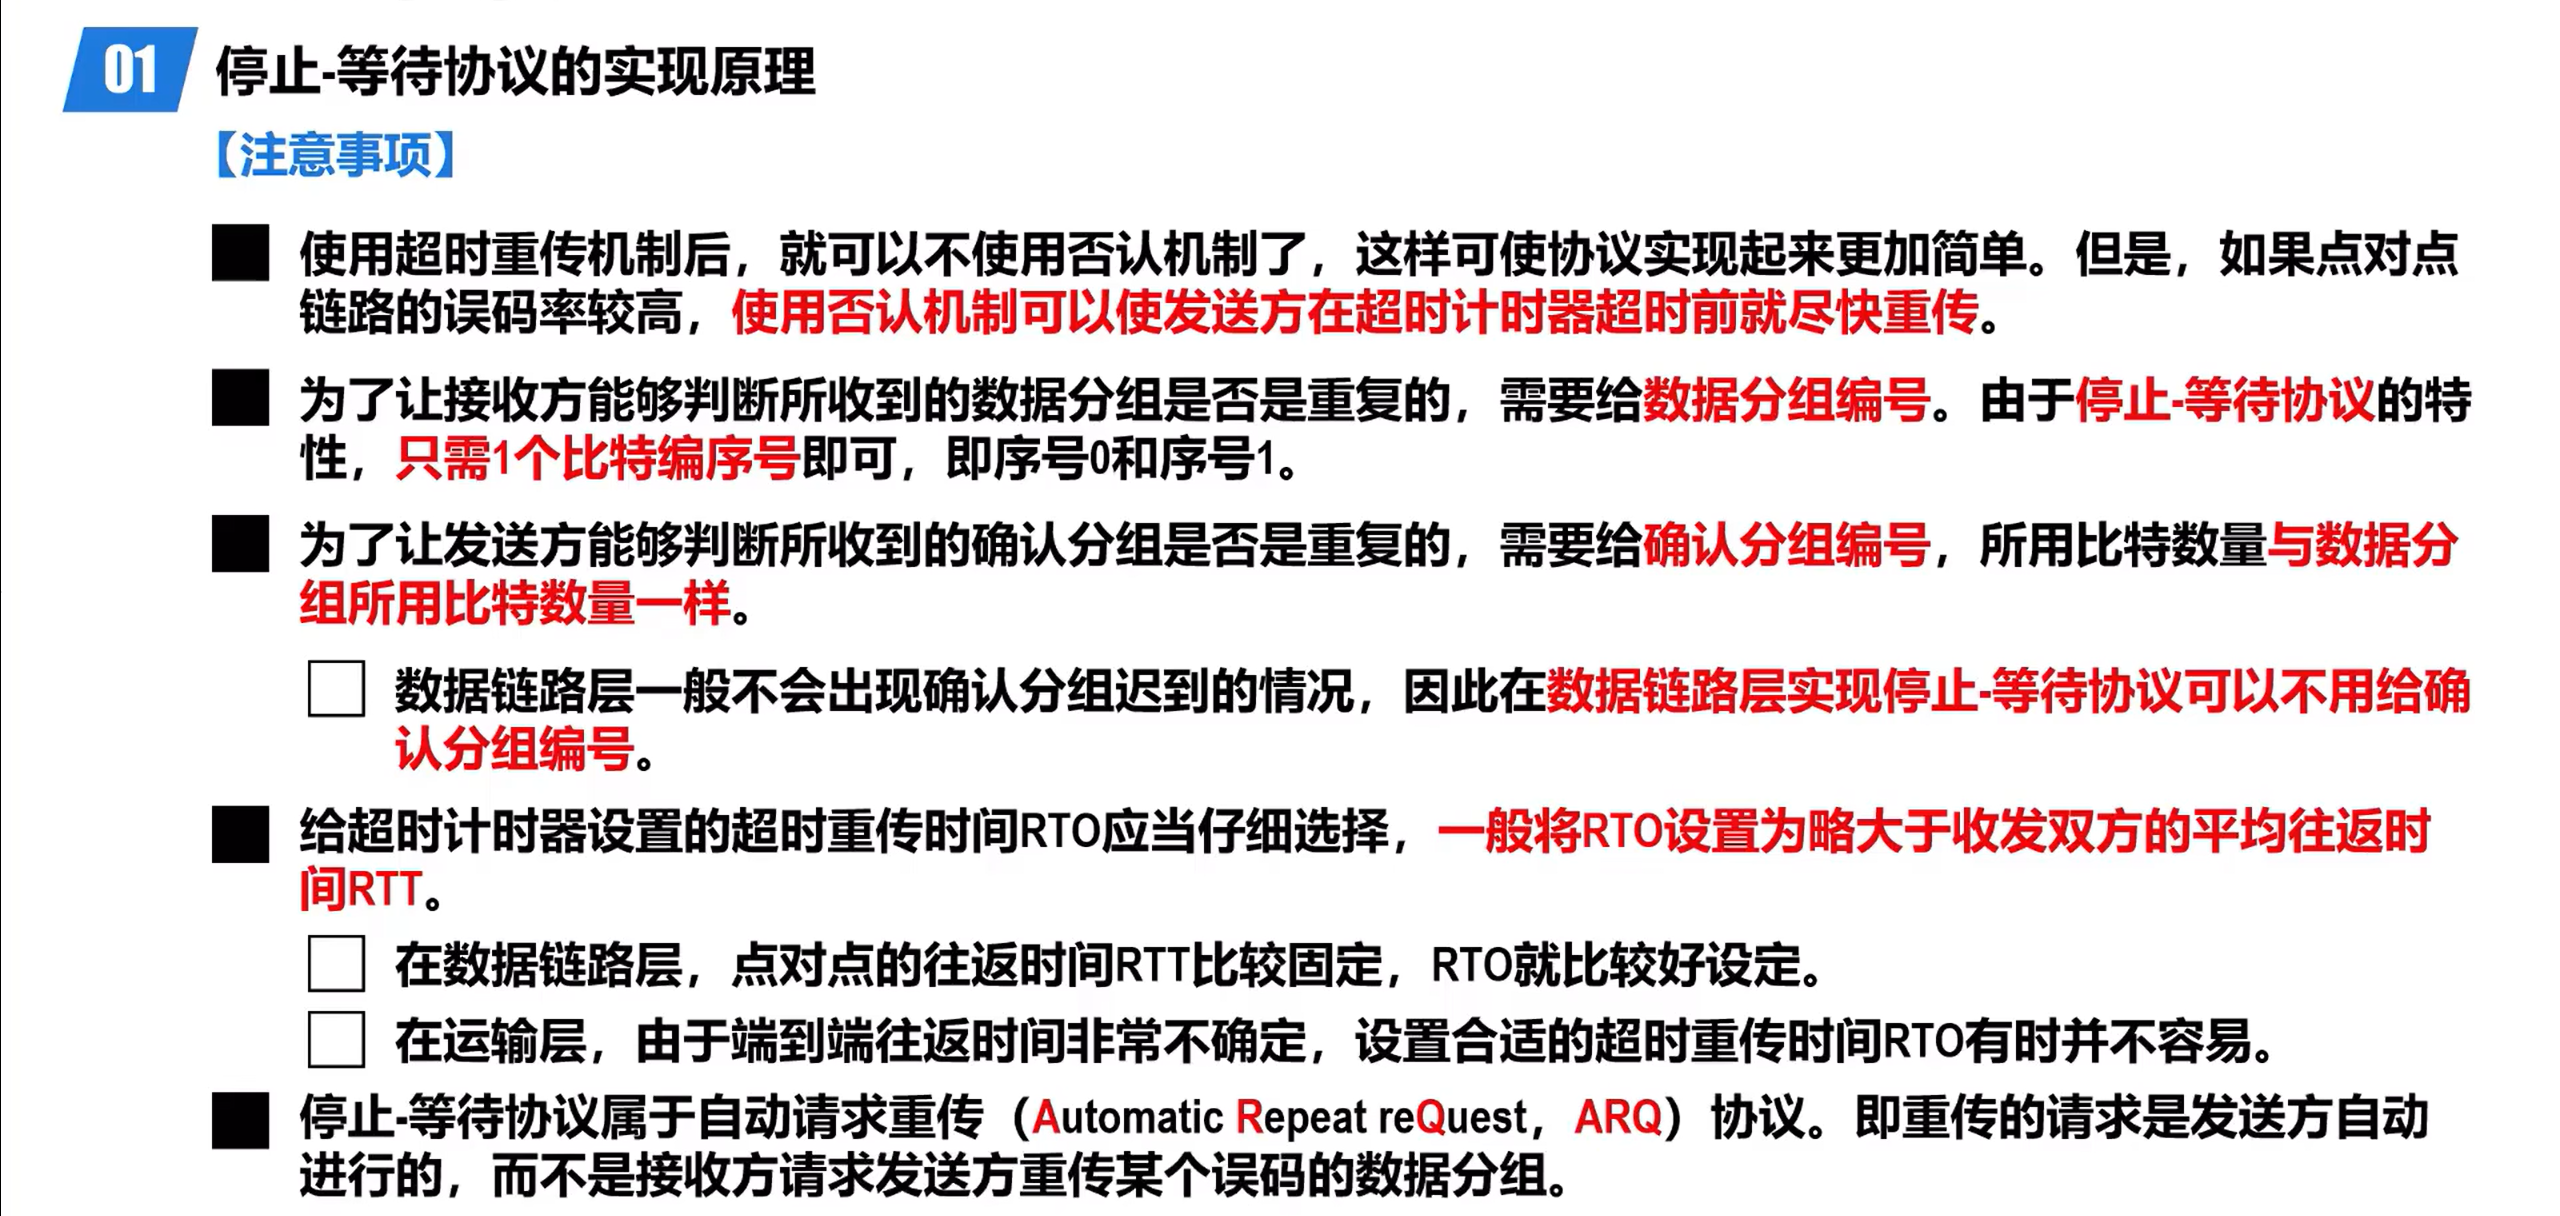 01 停止-等待协议的实现原理
【注意事项】
使用超时重传机制后，就可以不使用否认机制了，这样可使协议实现起来更加简单。但是，如果点对点
链路的误码率较高，使用否认机制可以使发送方在超时计时器超时前就尽快重传。
为了让接收方能够判断所收到的数据分组是否是重复的，需要给数据分组编号。由于停止-等待协议的特
性，只需1个比特编序号即可，即序号0和序号1。
为了让发送方能够判断所收到的确认分组是否是重复的，需要给确认分组编号，所用比特数量与数据分
组所用比特数量一样。
数据链路层一般不会出现确认分组迟到的情况，因此在数据链路层实现停止-等待协议可以不用给确
认分组编号。
给超时计时器设置的超时重传时间RTO应当仔细选择，一般将RTO设置为略大于收发双方的平均往返时
间RTT。
在数据链路层，点对点的往返时间RTT比较固定，RTO就比较好设定。
在运输层，由于端到端往返时间非常不确定，设置合适的超时重传时间RTO有时并不容易。
停止-等待协议属于自动请求重传（Automatic Repeat reQuest，ARQ）协议。即重传的请求是发送方自动
进行的，而不是接收方请求发送方重传某个误码的数据分组。